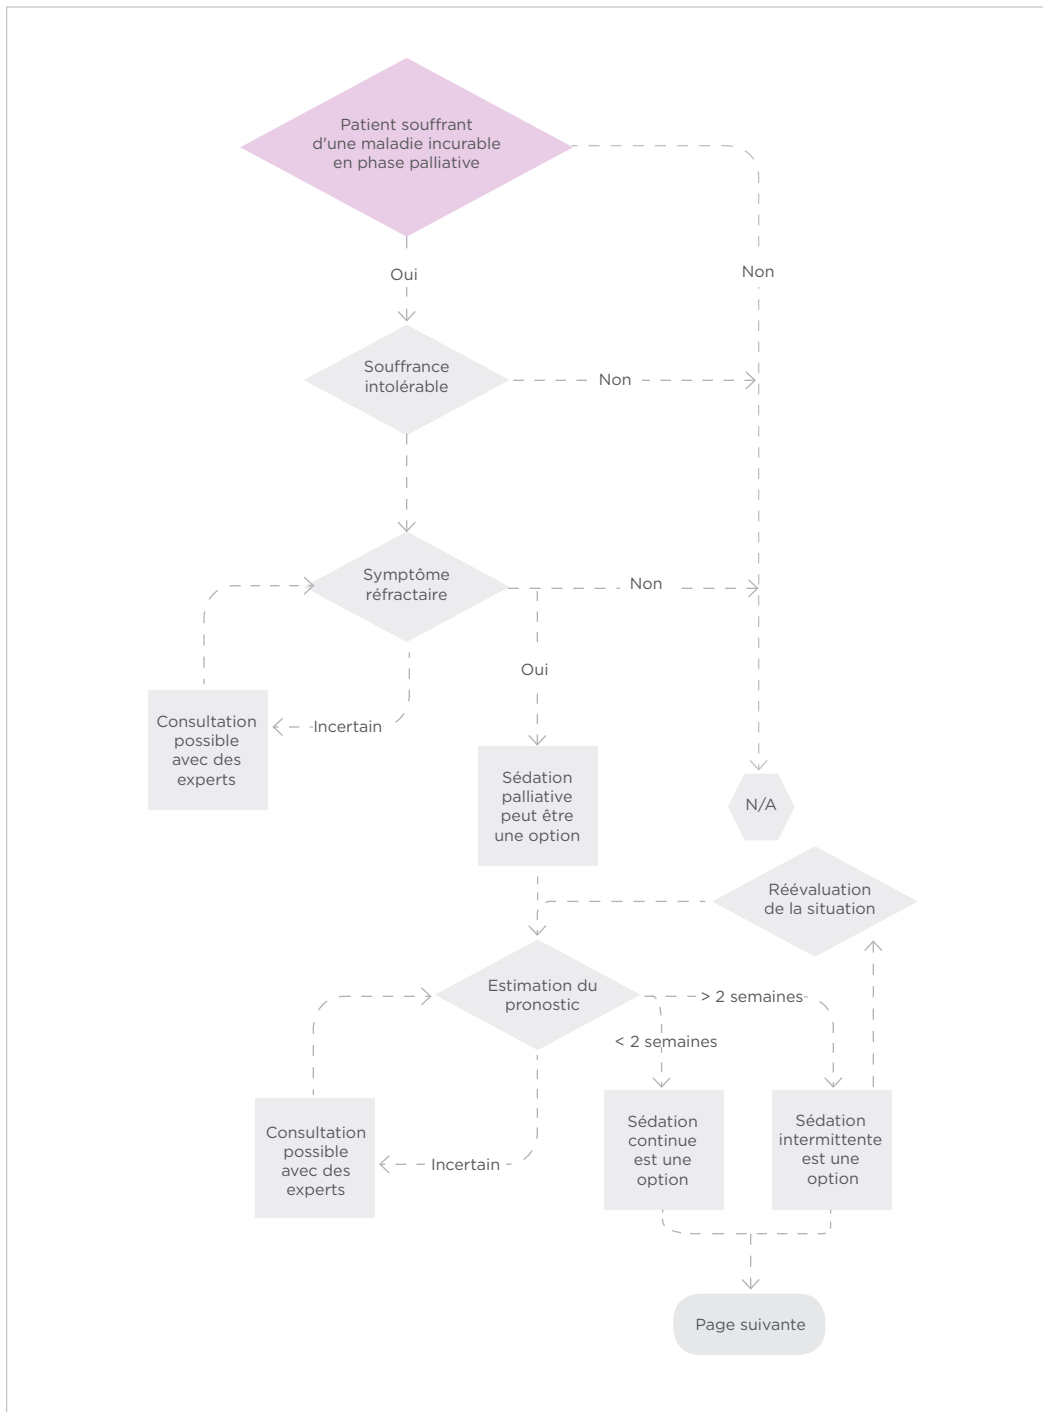 Patient souffrant
d'une maladie incurable
en phase palliative
Oui
Non
Souffrance
intolérable
Non
Symptôme
réfractaire
Non
Oui
Incertain
Consultation
possible
avec des
experts
Sédation
palliative
peut être
une option
N/A
Réévaluation
de la situation
Estimation du
pronostic
> 2 semaines
< 2 semaines
Incertain
Consultation
possible
avec des
experts
Sédation
continue
est une
option
Sédation
intermittente
est une
option
Page suivante